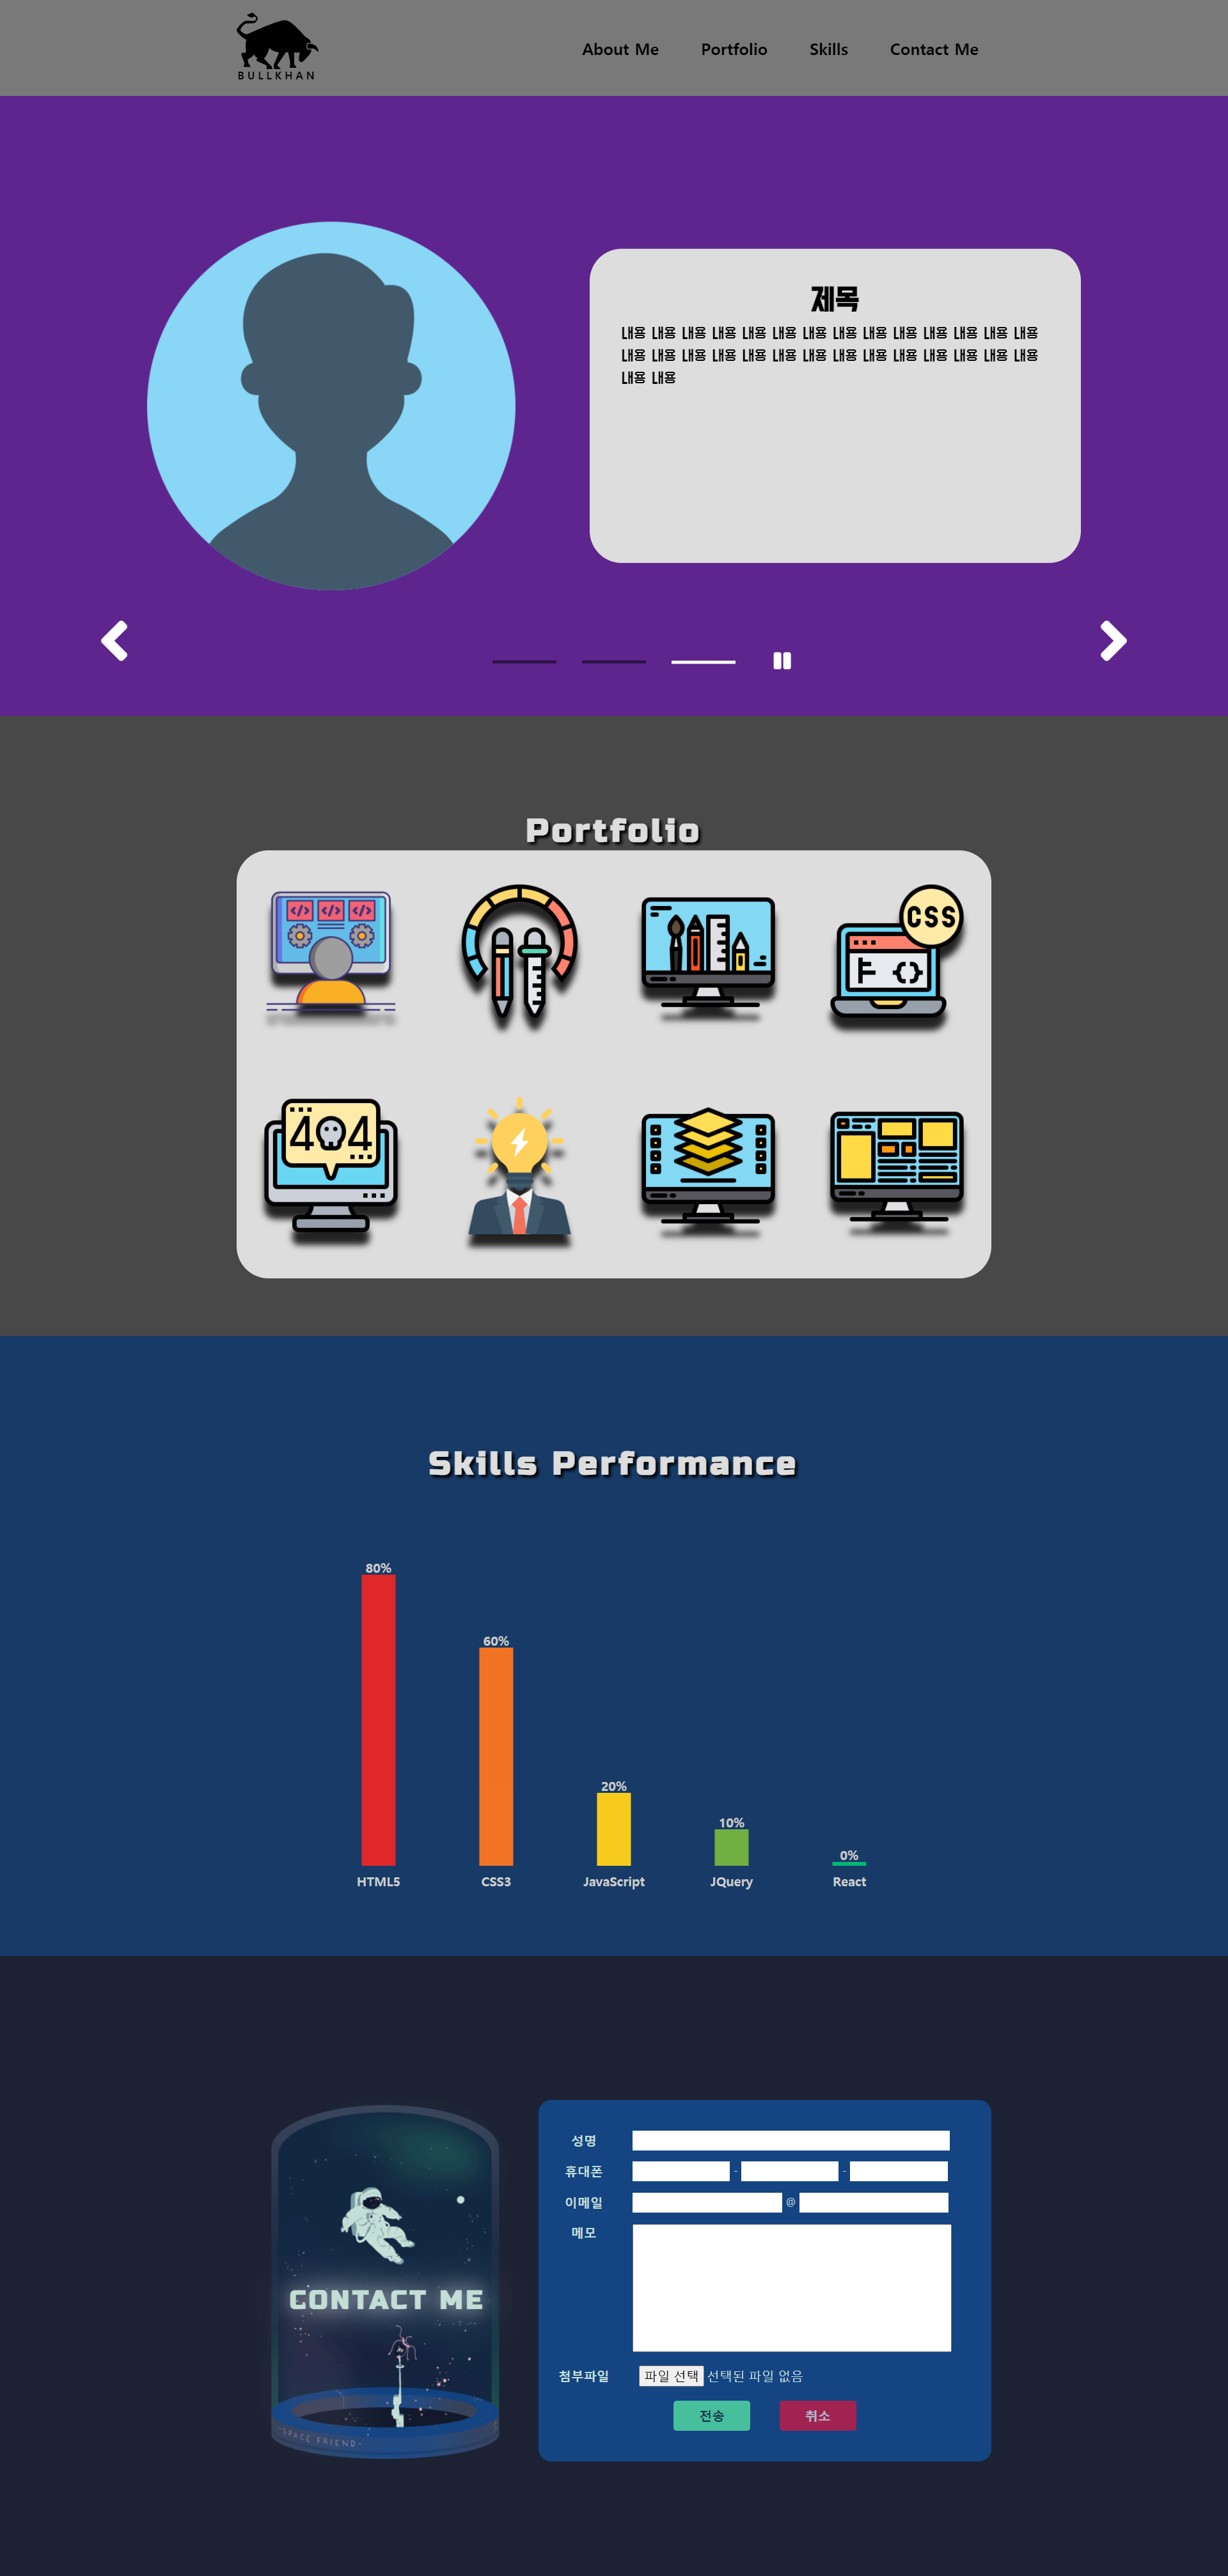 BULLKHAN
About Me Portfolio Skills Contact Me
제목
내용 내용 내용 내용 내용 내용 내용 내용 내용 내용 내용 내용 내용 내용
내용 내용 내용 내용 내용 내용 내용 내용 내용 내용 내용 내용 내용 내용
내용 내용
Portfolio
</> </> </>
CSS
F {}
404
Skills Performance
80%
60%
20%
10%
0%
HTML5 CSS3 JavaScript JQuery React
CONTACT ME
-SPACE FRIEND-
성명
휴대폰 - -
이메일 @
메모
첨부파일 파일 선택 선택된 파일 없음
전송 취소